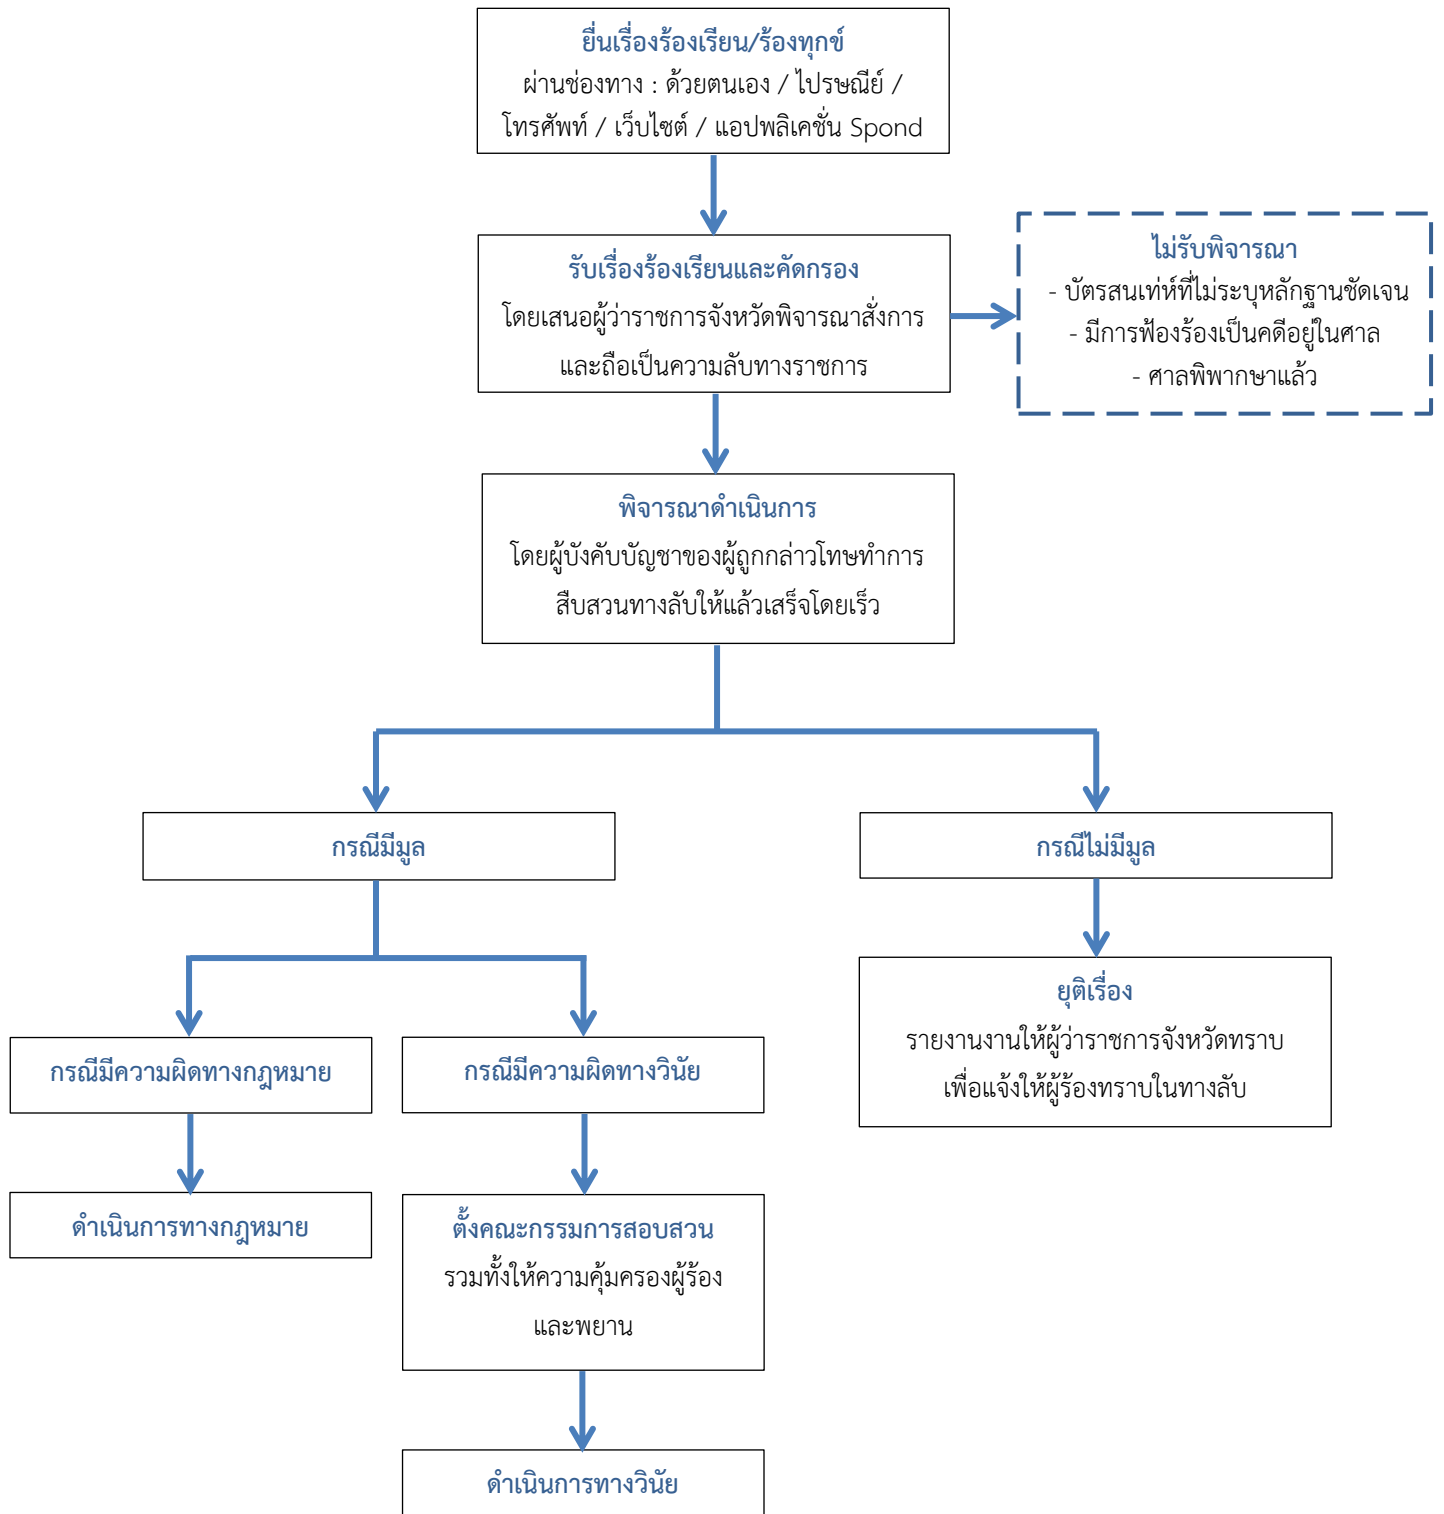 ยื่นเรื่องร้องเรียน/ร้องทุกข์
ผ่านช่องทาง : ด้วยตนเอง / ไปรษณีย์ /
โทรศัพท์ / เว็บไซต์ / แอปพลิเคชั่น Spond
รับเรื่องร้องเรียนและคัดกรอง
โดยเสนอผู้ว่าราชการจังหวัดพิจารณาสั่งการ
และถือเป็นความลับทางราชการ
ไม่รับพิจารณา
- บัตรสนเท่ห์ที่ไม่ระบุหลักฐานชัดเจน
- มีการฟ้องร้องเป็นคดีอยู่ในศาล
- ศาลพิพากษาแล้ว
พิจารณาดำเนินการ
โดยผู้บังคับบัญชาของผู้ถูกกล่าวโทษทำการ
สืบสวนทางลับให้แล้วเสร็จโดยเร็ว
กรณีมีมูล
กรณีไม่มีมูล
ยุติเรื่อง
รายงานงานให้ผู้ว่าราชการจังหวัดทราบ
เพื่อแจ้งให้ผู้ร้องทราบในทางลับ
กรณีมีความผิดทางกฎหมาย
กรณีมีความผิดทางวินัย
ดำเนินการทางกฎหมาย
ตั้งคณะกรรมการสอบสวน
รวมทั้งให้ความคุ้มครองผู้ร้อง
และพยาน
ดำเนินการทางวินัย